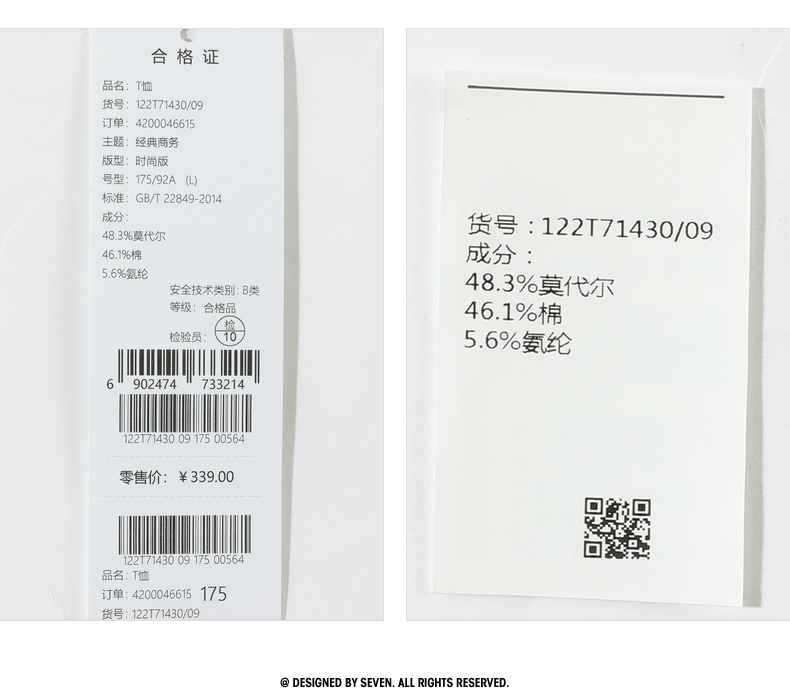 合格证
品名: T恤
货号: 122T71430/09
订单: 4200046615
主题: 经典商务
版型: 时尚版
号型: 175/92A (L)
标准: GB/T 22849-2014
成分:
48.3%莫代尔
46.1%棉
5.6%氨纶
安全技术类别: B类
等级: 合格品
检验员: 检 10
6 902474 733214
122T71430 09 175 00564
零售价: ¥339.00
122T71430 09 175 00564
品名: T恤
订单: 4200046615 175
货号: 122T71430/09
货号:122T71430/09
成分:
48.3%莫代尔
46.1%棉
5.6%氨纶
@ DESIGNED BY SEVEN. ALL RIGHTS RESERVED.